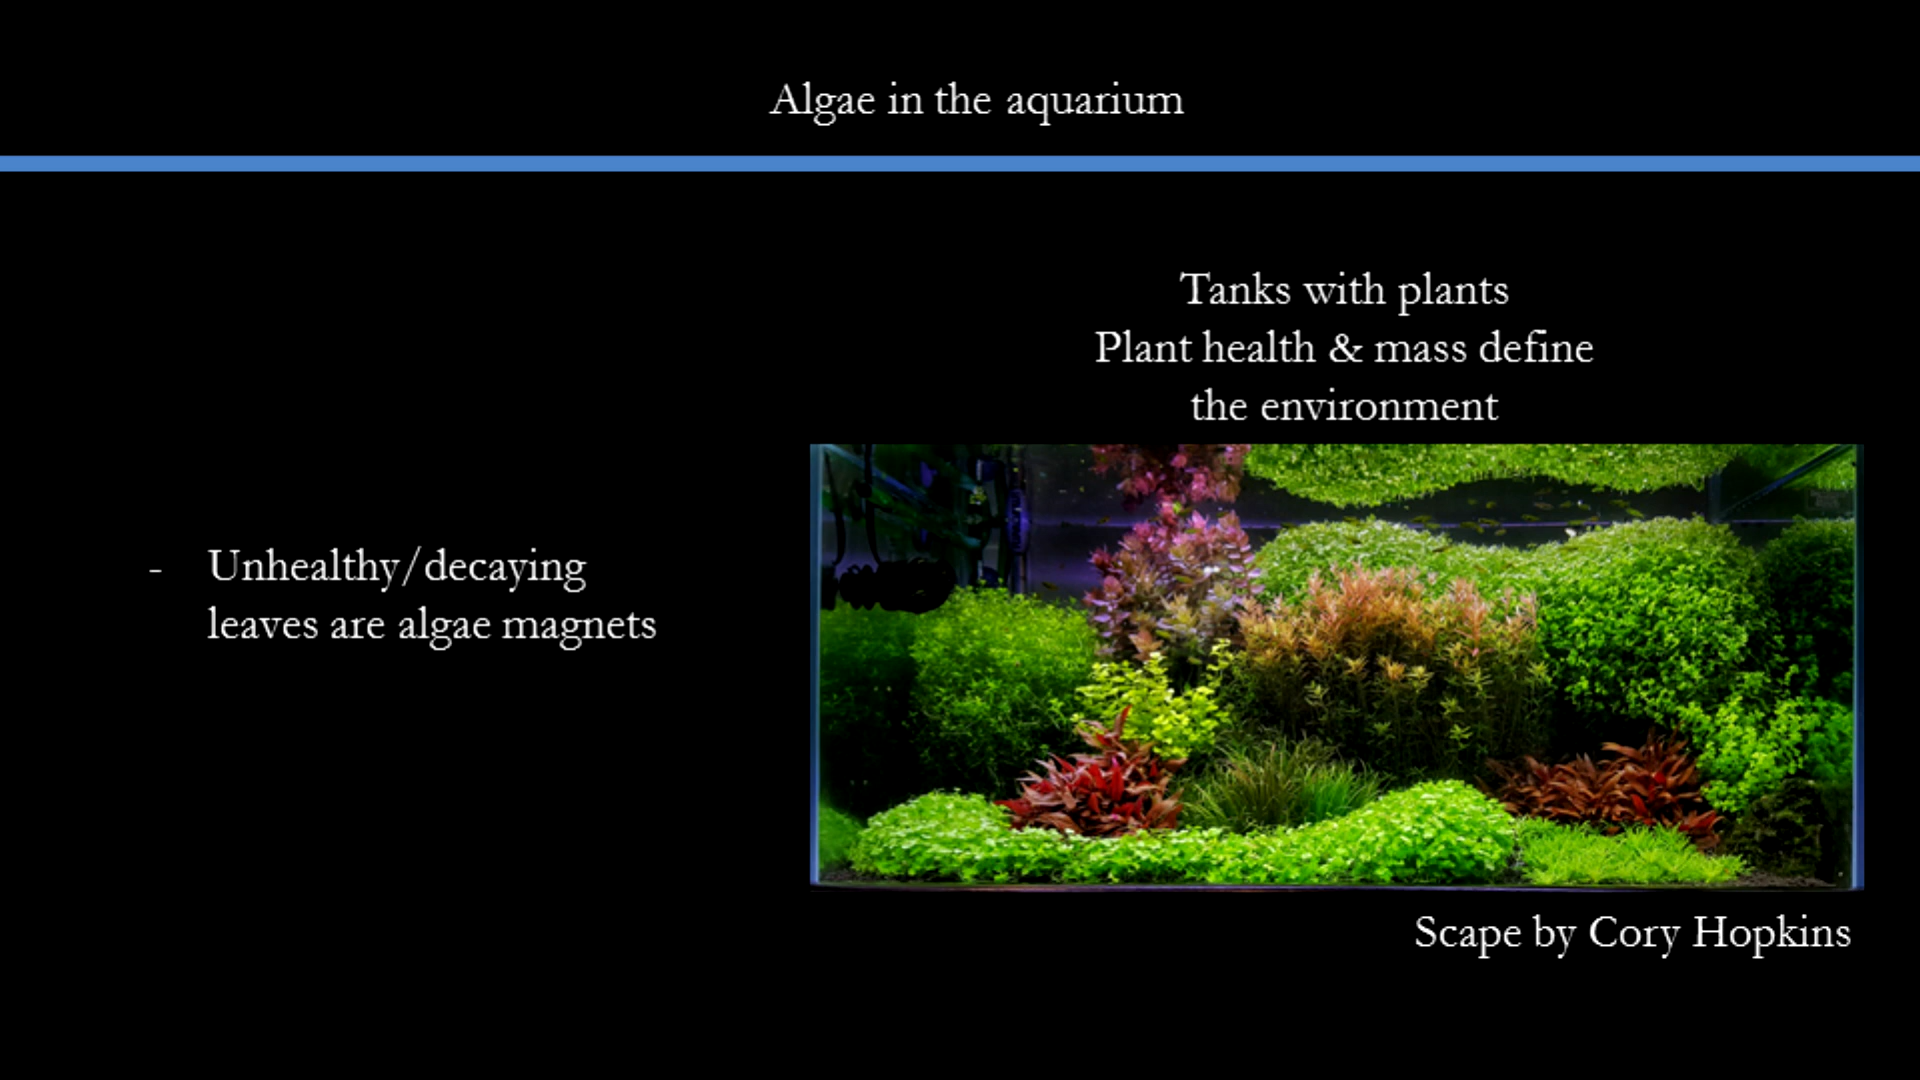 Algae in the aquarium
Tanks with plants
Plant health & mass define
the environment
- Unhealthy/decaying
leaves are algae magnets
Scape by Cory Hopkins